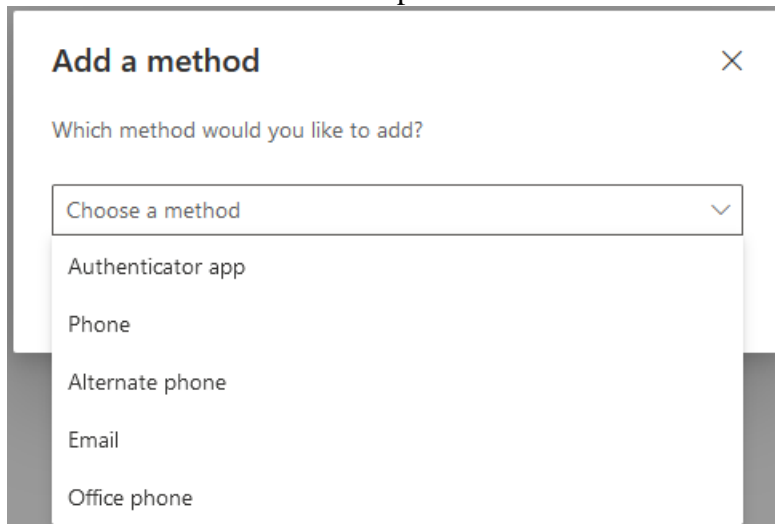 Add a method
Which method would you like to add?
Choose a method
Authenticator app
Phone
Alternate phone
Email
Office phone